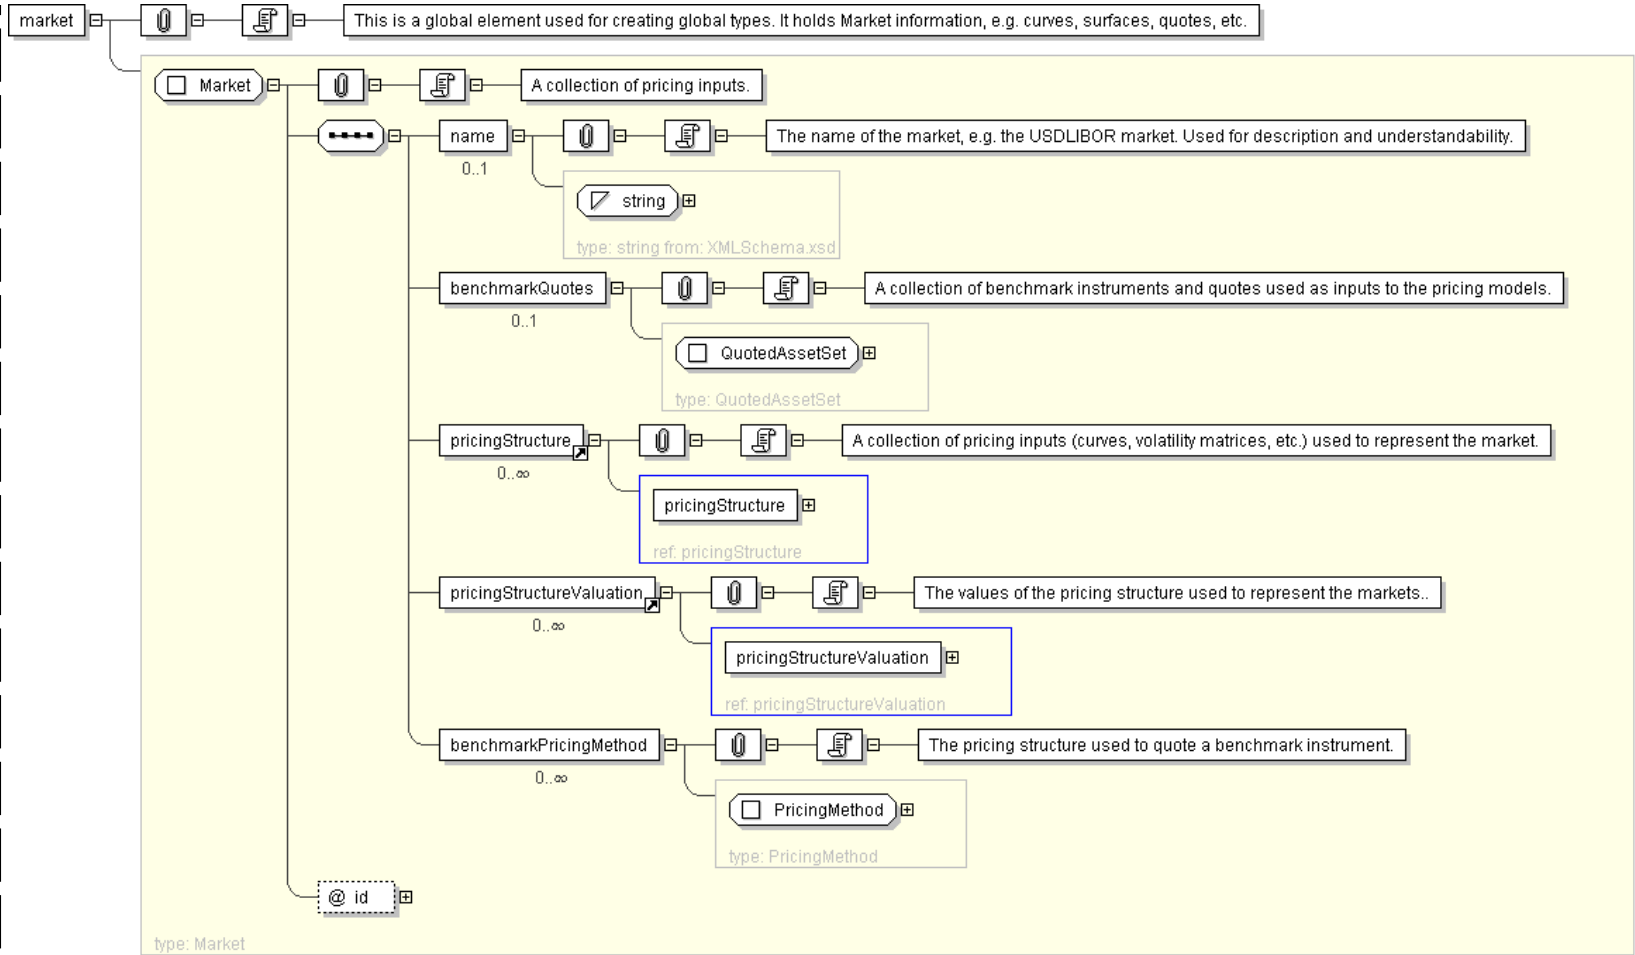 market This is a global element used for creating global types. It holds Market information, e.g. curves, surfaces, quotes, etc.
Market A collection of pricing inputs.
name The name of the market, e.g. the USDLIBOR market. Used for description and understandability.
0..1
string
type: string from: XMLSchema.xsd
benchmarkQuotes A collection of benchmark instruments and quotes used as inputs to the pricing models.
0..1
QuotedAssetSet
type: QuotedAssetSet
pricingStructure A collection of pricing inputs (curves, volatility matrices, etc.) used to represent the market.
0..∞
pricingStructure
ref: pricingStructure
pricingStructureValuation The values of the pricing structure used to represent the markets..
0..∞
pricingStructureValuation
ref: pricingStructureValuation
benchmarkPricingMethod The pricing structure used to quote a benchmark instrument.
0..∞
PricingMethod
type: PricingMethod
@ id
type: Market